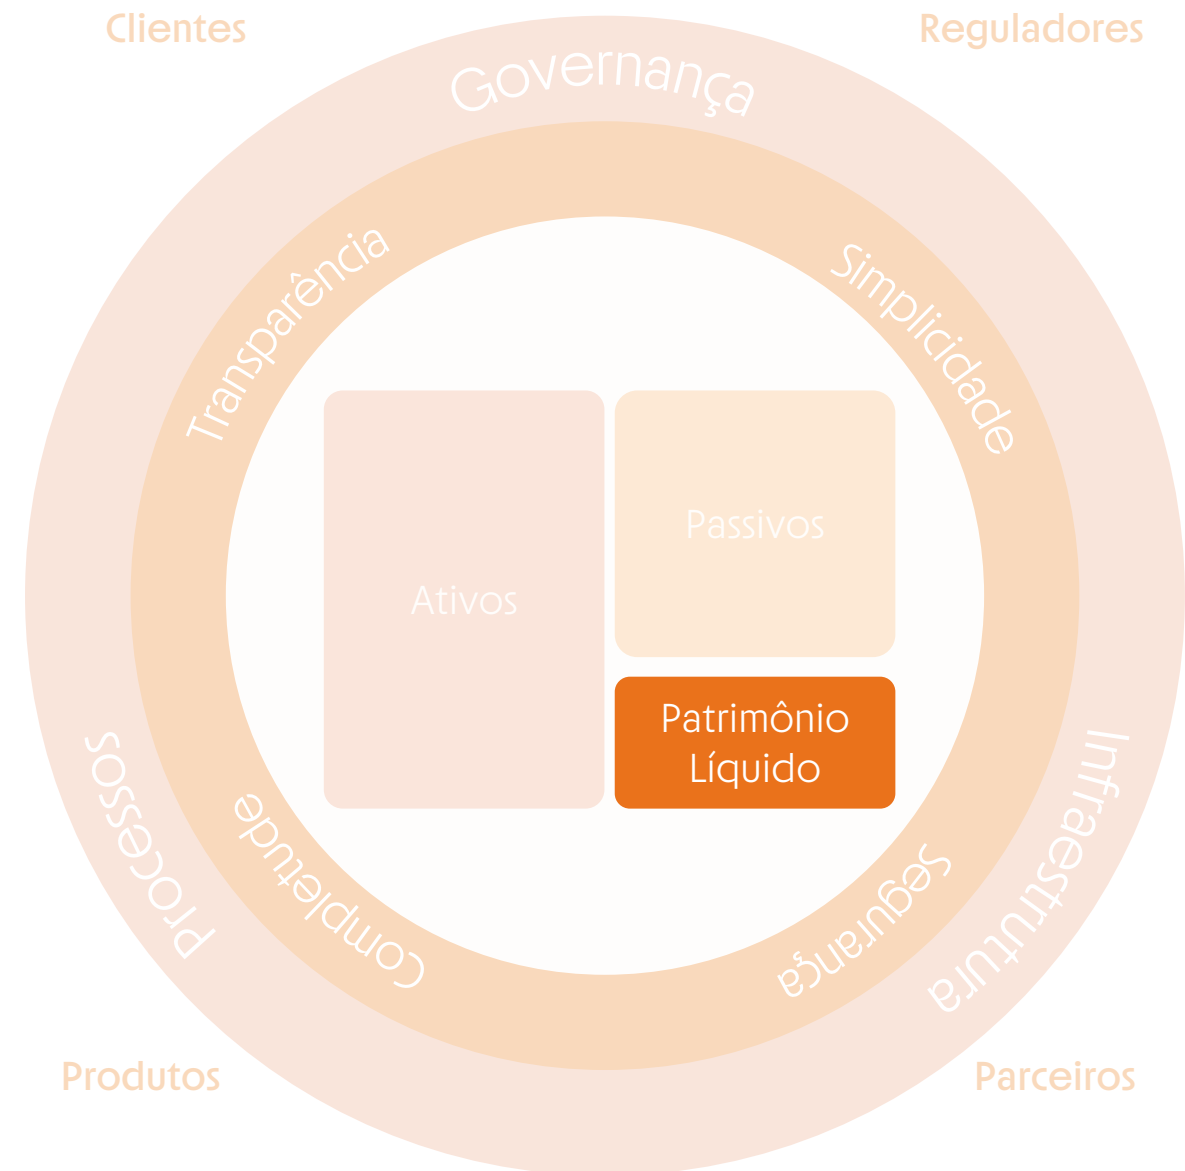 Clientes
Reguladores
Governança
Transparência
Simplicidade
Passivos
Ativos
Patrimônio
Líquido
Processos
Infraestrutura
Completude
Segurança
Produtos
Parceiros